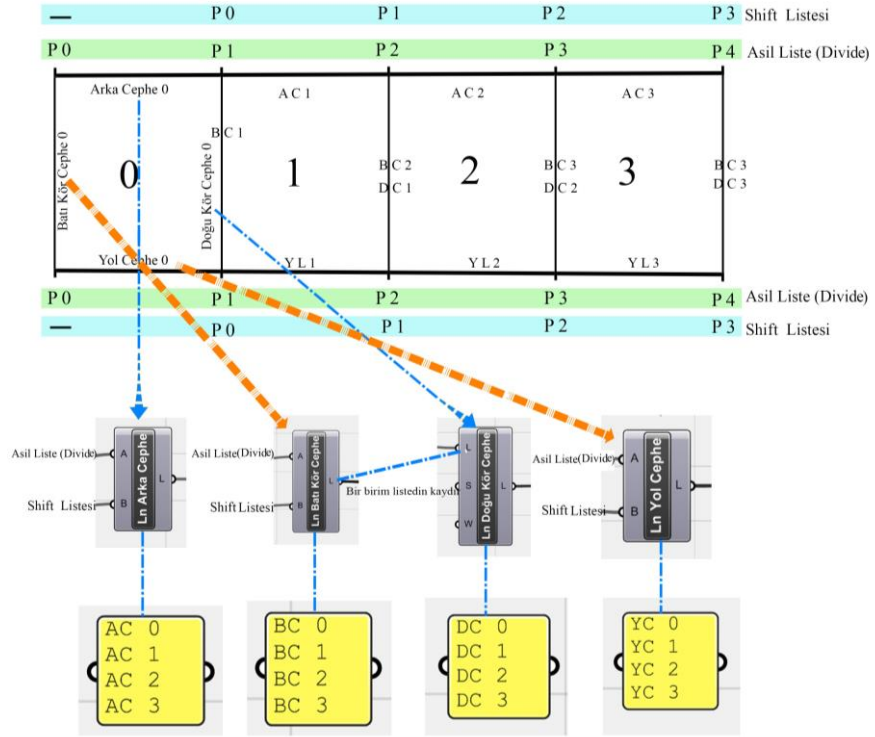 — P 0 P 1 P 2 P 3 Shift Listesi
P 0 P 1 P 2 P 3 P 4 Asil Liste (Divide)
Arka Cephe 0 A C 1 A C 2 A C 3
Batı Kör Cephe 0
0
Doğu Kör Cephe 0
B C 1
1
B C 2
D C 1
2
B C 3
D C 2
3
B C 3
D C 3
Yol Cephe 0 Y L 1 Y L 2 Y L 3
P 0 P 1 P 2 P 3 P 4 Asil Liste (Divide)
— P 0 P 1 P 2 P 3 Shift Listesi
Asil Liste (Divide)
Shift Listesi
A
B
Ln Arka Cephe
L
Asil Liste(Divide)
Shift Listesi
A
B
Ln Batı Kör Cephe
L
Bir birim listedin kaydır
L
S
W
Ln Doğu Kör Cephe
L
Asil Liste(Divide)
Shift Listesi
A
B
Ln Yol Cephe
L
AC 0
AC 1
AC 2
AC 3
BC 0
BC 1
BC 2
BC 3
DC 0
DC 1
DC 2
DC 3
YC 0
YC 1
YC 2
YC 3